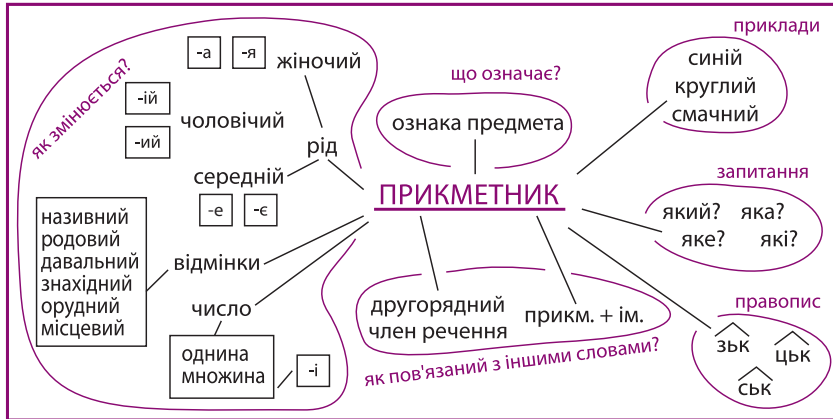 як змінюється?
-а -я
жіночий
-ій
-ий
чоловічий
рід
середній
-е -є
називний
родовий
давальний
знахідний
орудний
місцевий
відмінки
число
однина
множина
-і
що означає?
ознака предмета
ПРИКМЕТНИК
другорядний
член речення
прикм. + ім.
як пов'язаний з іншими словами?
приклади
синій
круглий
смачний
запитання
який? яка?
яке? які?
правопис
зьк цьк
ськ